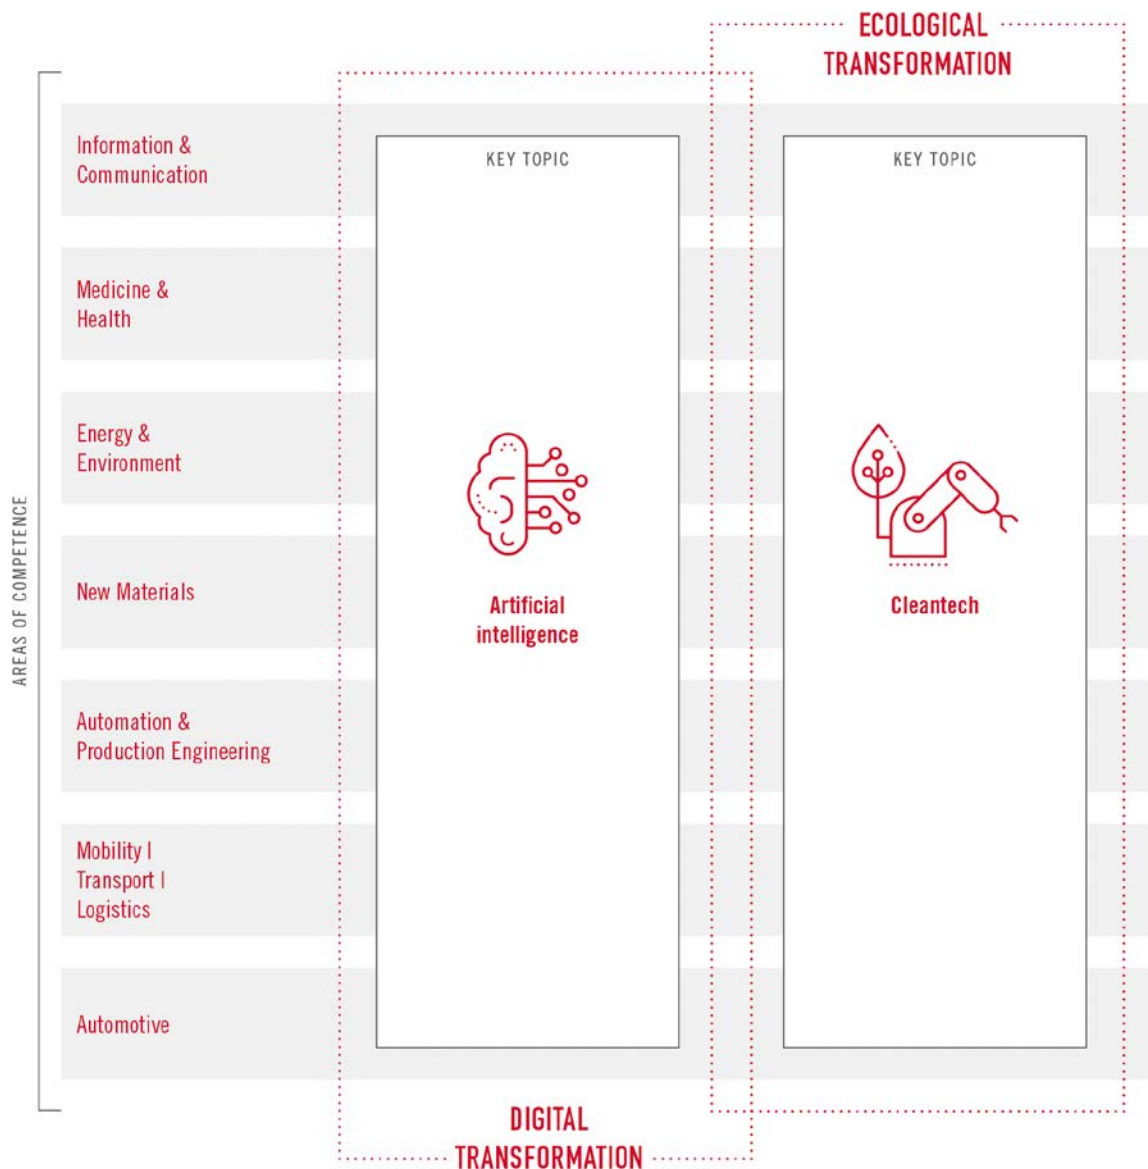 ECOLOGICAL
TRANSFORMATION
AREAS OF COMPETENCE
Information &
Communication
Medicine &
Health
Energy &
Environment
New Materials
Automation &
Production Engineering
Mobility |
Transport |
Logistics
Automotive
KEY TOPIC
Artificial
intelligence
KEY TOPIC
Cleantech
DIGITAL
TRANSFORMATION